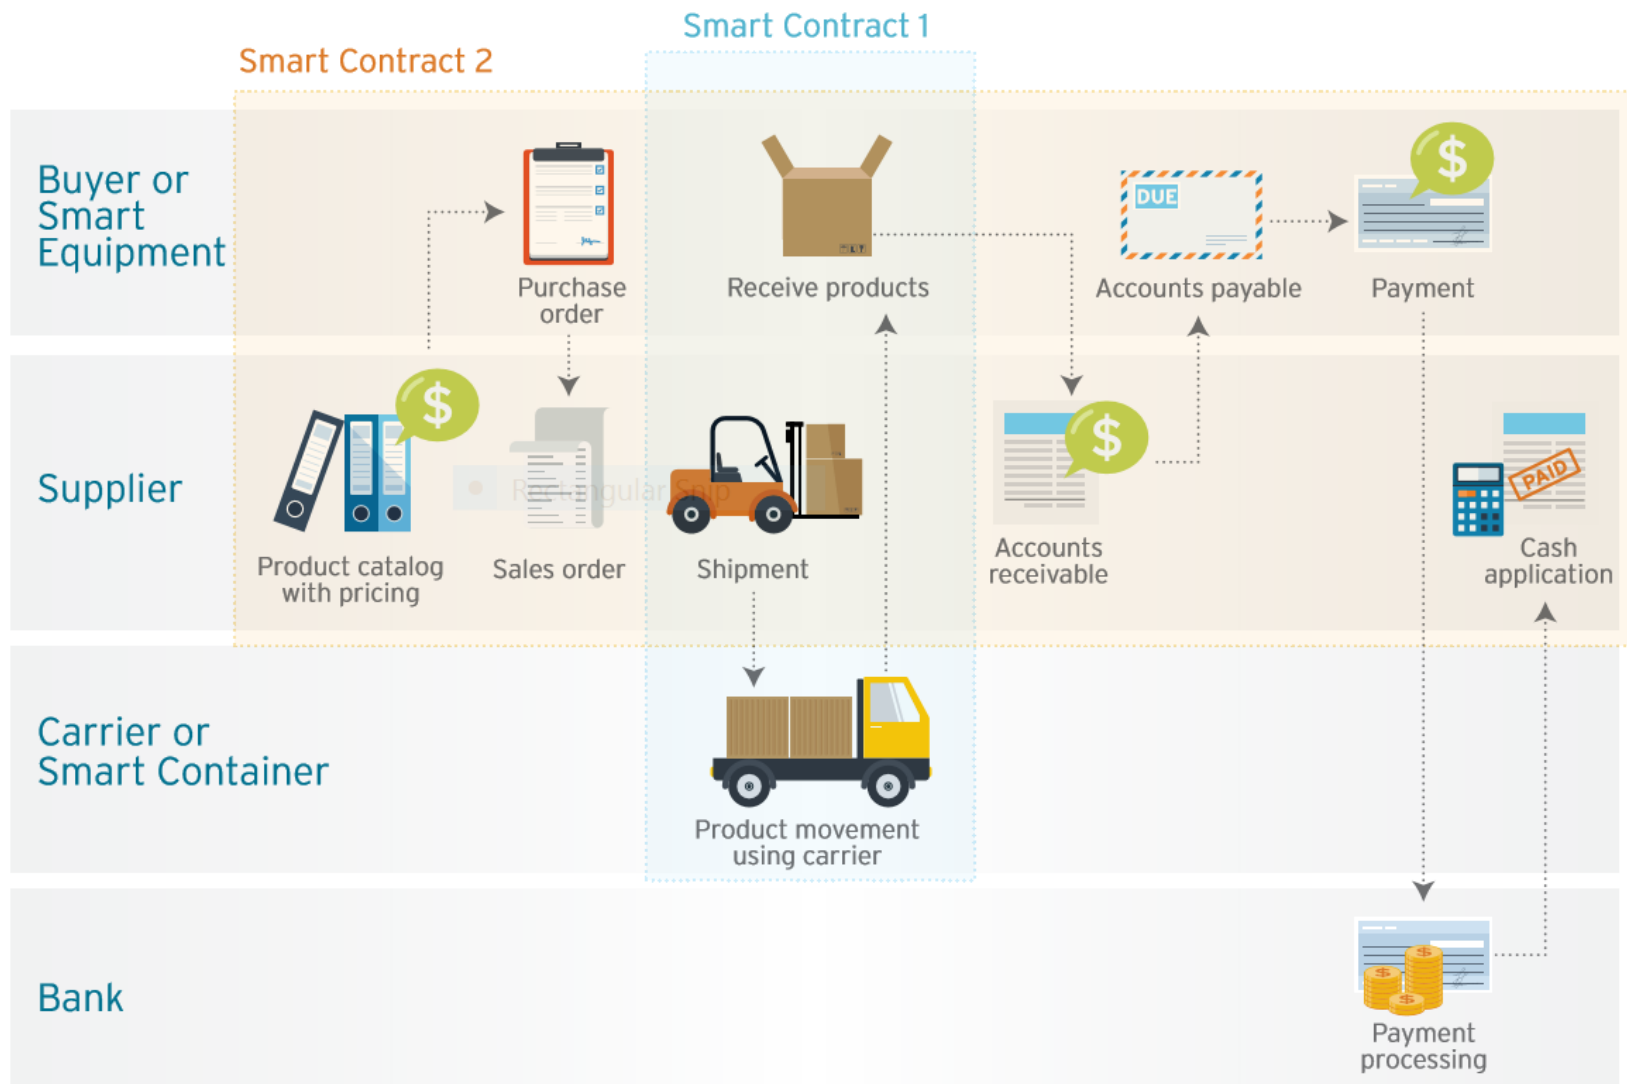 Smart Contract 1
Smart Contract 2
Buyer or
Smart
Equipment
Purchase
order
Receive products
DUE
Accounts payable
$
Payment
Supplier
$
Product catalog
with pricing
Rectangular Snip
Sales order
Shipment
$
Accounts
receivable
PAID
Cash
application
Carrier or
Smart Container
Product movement
using carrier
Bank
$
$
$
Payment
processing